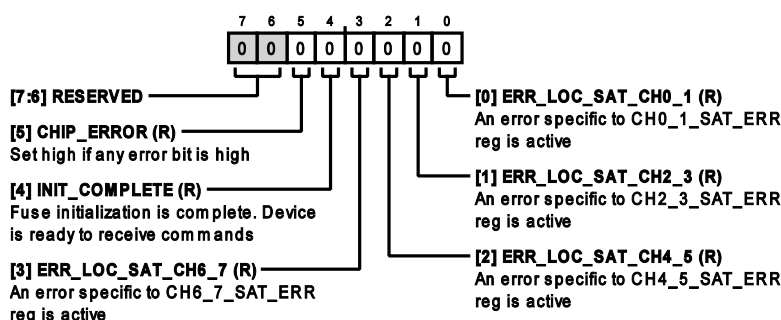 7 6 5 4 3 2 1 0
0 0 0 0 0 0 0 0
[7:6] RESERVED
[5] CHIP_ERROR (R)
Set high if any error bit is high
[4] INIT_COMPLETE (R)
Fuse initialization is complete. Device
is ready to receive commands
[3] ERR_LOC_SAT_CH6_7 (R)
An error specific to CH6_7_SAT_ERR
reg is active
[0] ERR_LOC_SAT_CH0_1 (R)
An error specific to CH0_1_SAT_ERR
reg is active
[1] ERR_LOC_SAT_CH2_3 (R)
An error specific to CH2_3_SAT_ERR
reg is active
[2] ERR_LOC_SAT_CH4_5 (R)
An error specific to CH4_5_SAT_ERR
reg is active